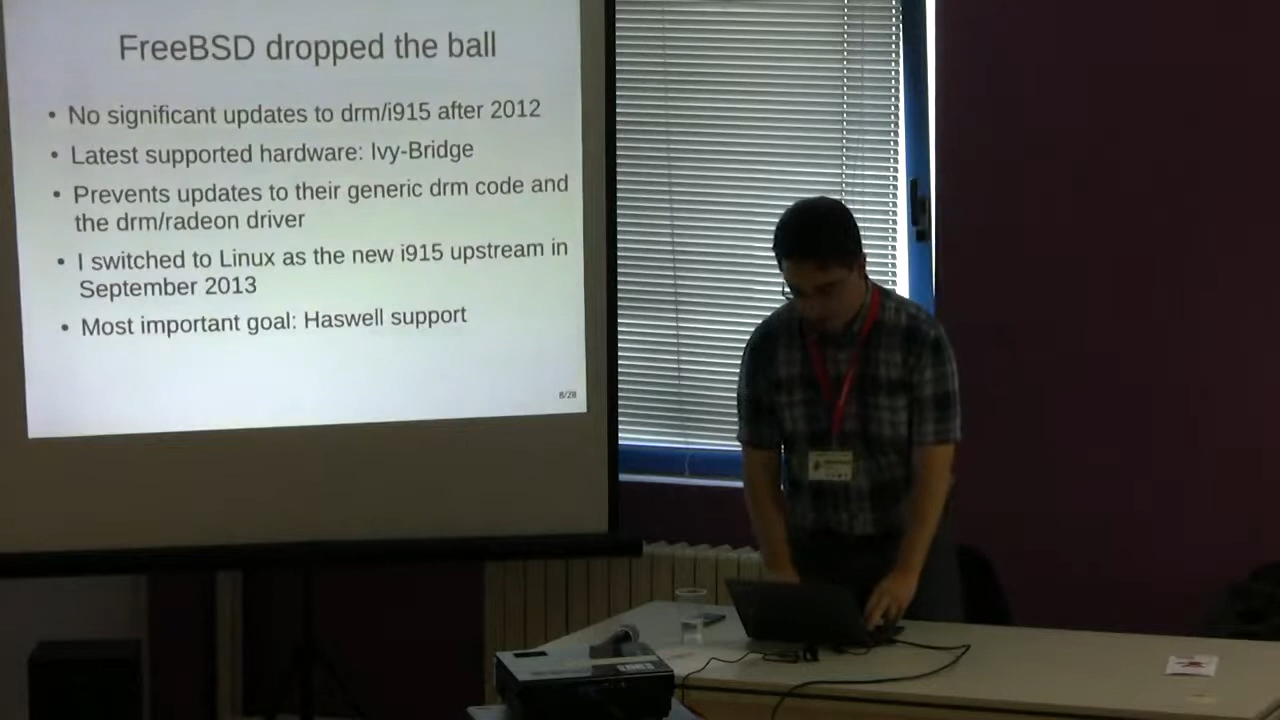 FreeBSD dropped the ball
• No significant updates to drm/i915 after 2012
• Latest supported hardware: Ivy-Bridge
• Prevents updates to their generic drm code and
the drm/radeon driver
• I switched to Linux as the new i915 upstream in
September 2013
• Most important goal: Haswell support
8/28